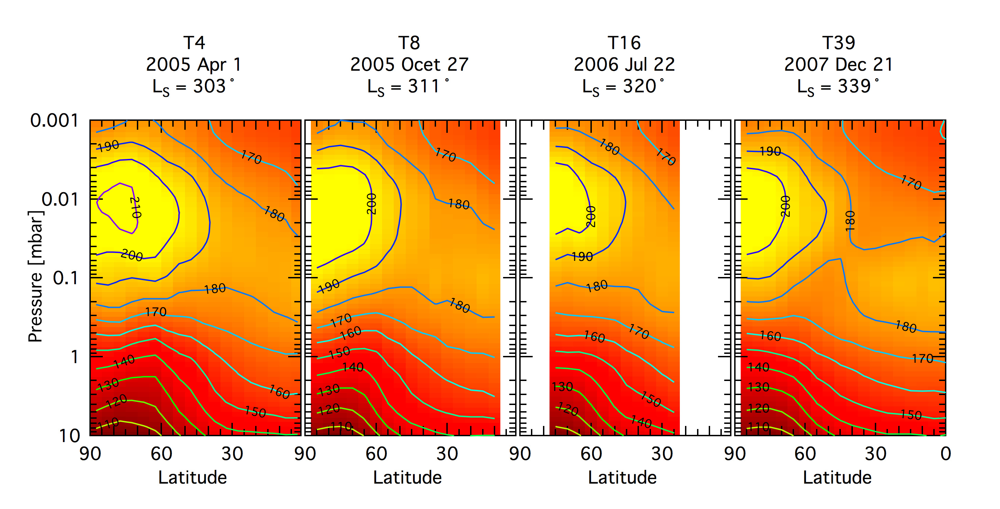 T4
2005 Apr 1
LS = 303°
T8
2005 Ocet 27
LS = 311°
T16
2006 Jul 22
LS = 320°
T39
2007 Dec 21
LS = 339°
Pressure [mbar]
0.001
0.01
0.1
1
10
190
170
210
180
200
180
170
140
130
160
120
150
110
170
200
180
190
180
170
160
150
140
130
120
110
180
170
200
190
180
170
160
130
150
120
140
190
170
200
180
180
160
170
140
130
120
150
110
90 60 30
90 60 30
90 60 30
90 60 30 0
Latitude
Latitude
Latitude
Latitude